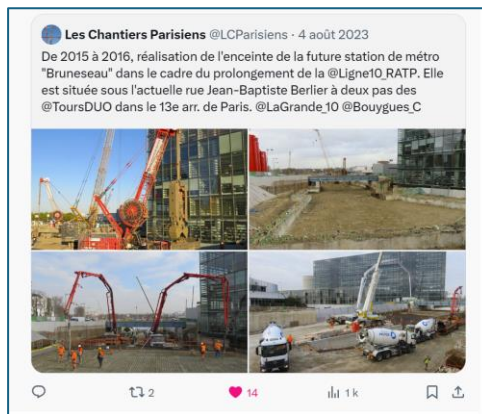 Les Chantiers Parisiens @LCParisiens · 4 août 2023
De 2015 à 2016, réalisation de l'enceinte de la future station de métro
"Bruneseau" dans le cadre du prolongement de la @Ligne10_RATP. Elle
est située sous l'actuelle rue Jean-Baptiste Berlier à deux pas des
@ToursDUO dans le 13e arr. de Paris. @LaGrande_10 @Bouygues_C
2
14
1 k